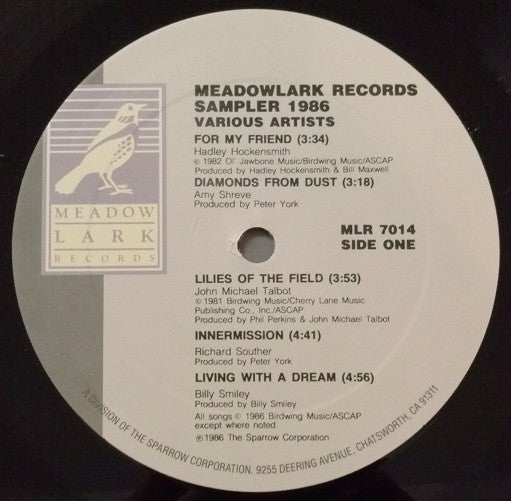 MEADOWLARK RECORDS
SAMPLER 1986
VARIOUS ARTISTS
FOR MY FRIEND (3:34)
Hadley Hockensmith
© 1982 Ol' Jawbone Music/Birdwing Music/ASCAP
Produced by Hadley Hockensmith & Bill Maxwell
DIAMONDS FROM DUST (3:18)
Amy Shreve
Produced by Peter York
MEADOW
LARK
RECORDS
MLR 7014
SIDE ONE
LILIES OF THE FIELD (3:53)
John Michael Talbot
© 1981 Birdwing Music/Cherry Lane Music
Publishing Co., Inc./ASCAP
Produced by Phil Perkins & John Michael Talbot
INNERMISSION (4:41)
Richard Souther
Produced by Peter York
LIVING WITH A DREAM (4:56)
Billy Smiley
Produced by Billy Smiley
All songs © 1986 Birdwing Music/ASCAP
except where noted.
℗ 1986 The Sparrow Corporation
A DIVISION OF THE SPARROW CORPORATION. 9255 DEERING AVENUE, CHATSWORTH, CA 91311